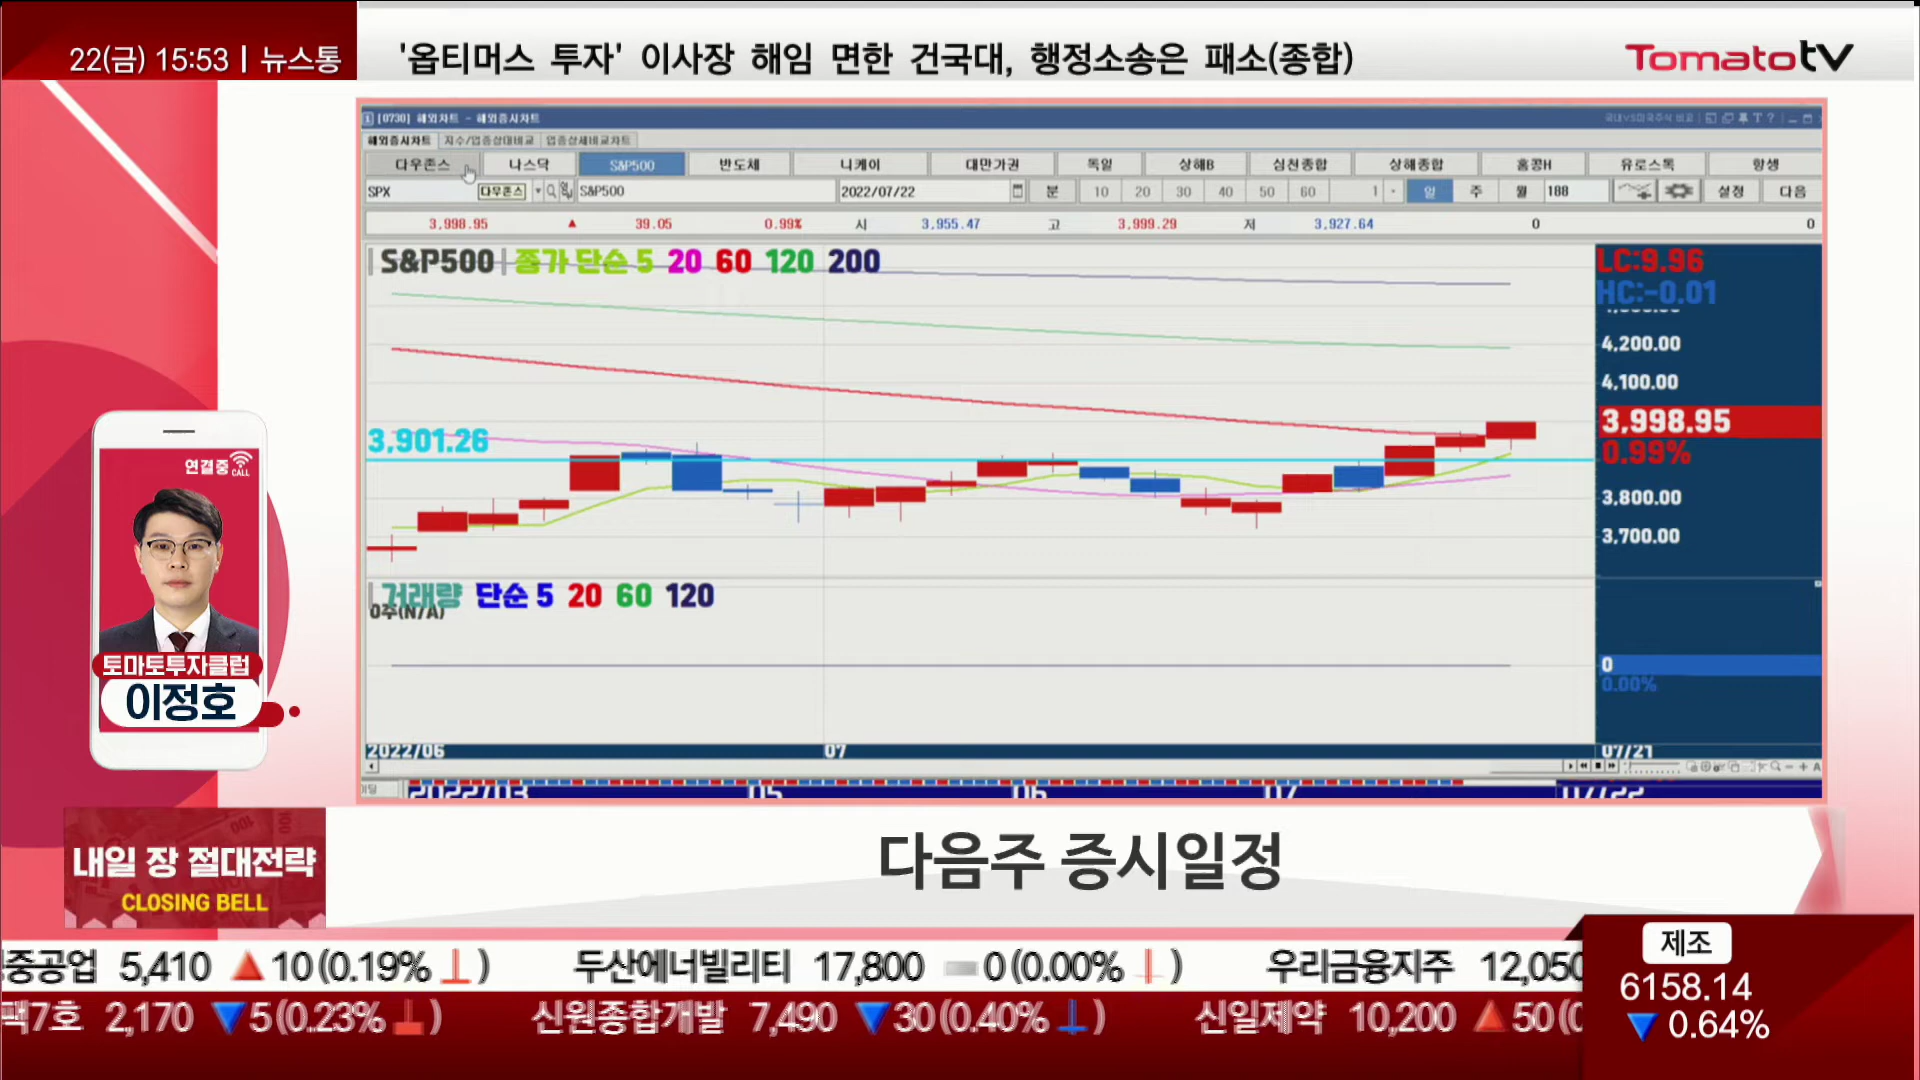 22(금) 15:53 | 뉴스통
'옵티머스 투자' 이사장 해임 면한 건국대, 행정소송은 패소(종합)
Tomato tv
[0730] 해외차트 - 해외증시차트
해외증시차트 지수/업종상대비교 업종상세비교차트
다우존스 나스닥 S&P500 반도체 니케이 대만가권 독일 상해B 심천종합 상해종합 홍콩H 유로스톡 항생
SPX 다우존스 S&P500 2022/07/22 분 10 20 30 40 50 60 1 일 주 월 188 설정 다음
3,998.95 ▲ 39.05 0.99% 시 3,955.47 고 3,999.29 저 3,927.64 0 0
S&P500 종가 단순 5 20 60 120 200
LC:9.96
HC:-0.01
4,200.00
4,100.00
3,998.95
0.99%
3,901.26
3,800.00
3,700.00
거래량 단순 5 20 60 120
0주(N/A)
0
0.00%
2022/06 07 07/21
2022/03 05 06 07 07/22
연결중
CALL
토마토투자클럽
이정호
내일 장 절대전략
CLOSING BELL
다음주 증시일정
중공업 5,410 ▲10(0.19%) 두산에너빌리티 17,800 0(0.00%) 우리금융지주 12,050
팩7호 2,170 ▼5(0.23%) 신원종합개발 7,490 ▼30(0.40%) 신일제약 10,200 ▲50(0
제조
6158.14
▼ 0.64%